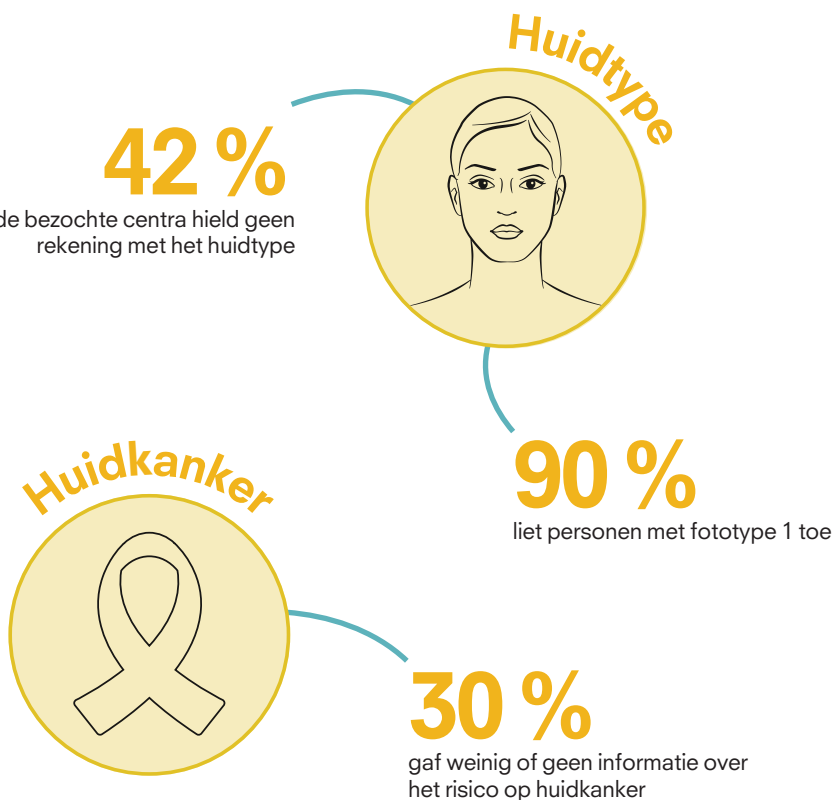 Huidtype
42 %
de bezochte centra hield geen
rekening met het huidtype
90 %
liet personen met fototype 1 toe
Huidkanker
30 %
gaf weinig of geen informatie over
het risico op huidkanker